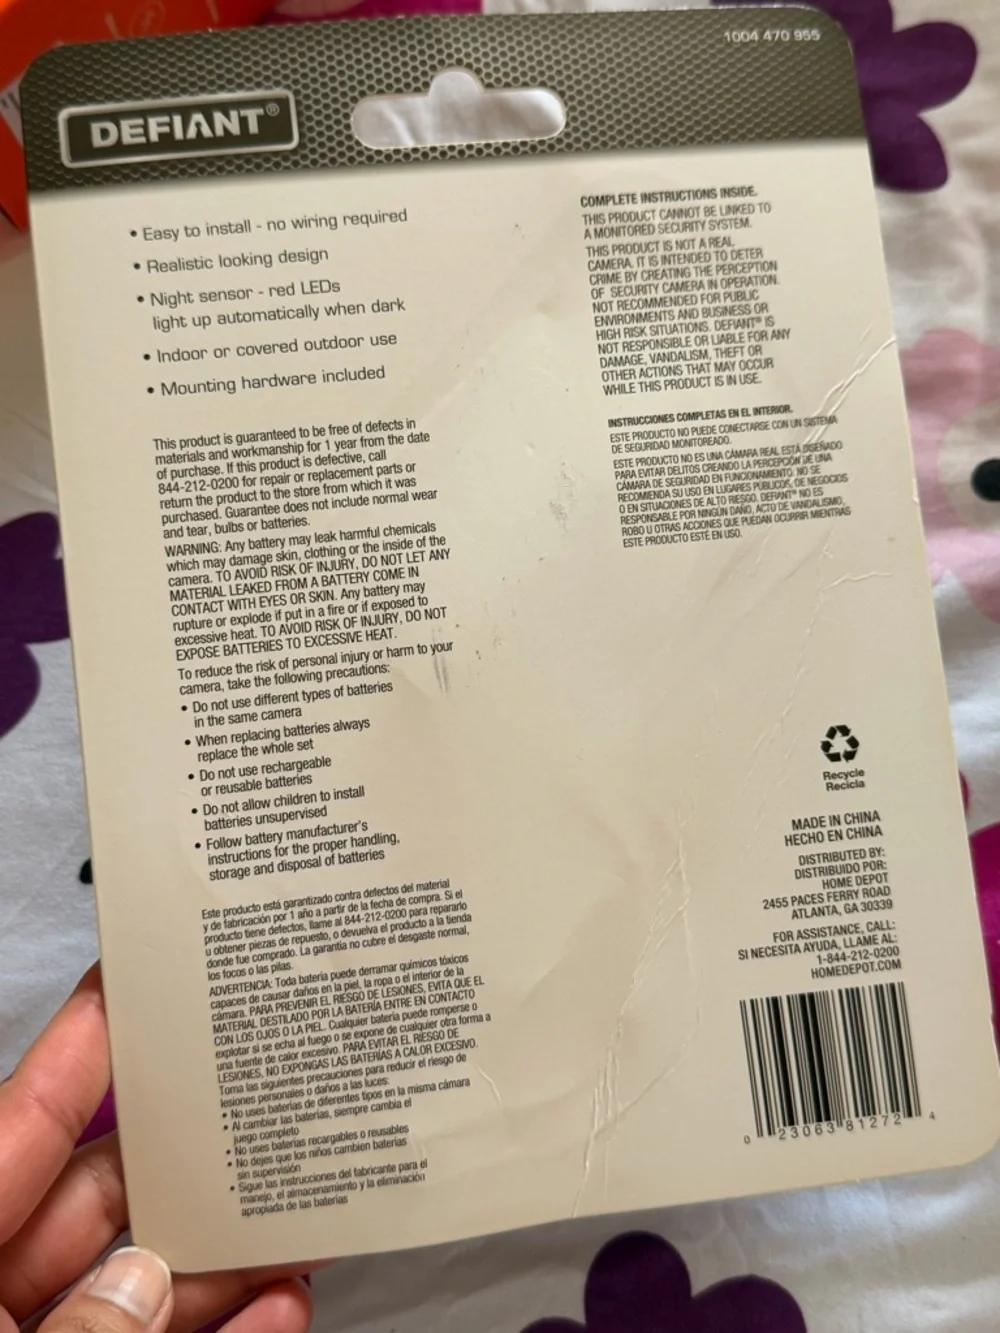 1004 470 955
DEFIANT®
• Easy to install - no wiring required
• Realistic looking design
• Night sensor - red LEDs
light up automatically when dark
• Indoor or covered outdoor use
• Mounting hardware included
This product is guaranteed to be free of defects in
materials and workmanship for 1 year from the date
of purchase. If this product is defective, call
844-212-0200 for repair or replacement parts or
return the product to the store from which it was
purchased. Guarantee does not include normal wear
and tear, bulbs or batteries.
WARNING: Any battery may leak harmful chemicals
which may damage skin, clothing or the inside of the
camera. TO AVOID RISK OF INJURY, DO NOT LET ANY
MATERIAL LEAKED FROM A BATTERY COME IN
CONTACT WITH EYES OR SKIN. Any battery may
rupture or explode if put in a fire or if exposed to
excessive heat. TO AVOID RISK OF INJURY, DO NOT
EXPOSE BATTERIES TO EXCESSIVE HEAT.
To reduce the risk of personal injury or harm to your
camera, take the following precautions:
• Do not use different types of batteries
in the same camera
• When replacing batteries always
replace the whole set
• Do not use rechargeable
or reusable batteries
• Do not allow children to install
batteries unsupervised
• Follow battery manufacturer's
instructions for the proper handling,
storage and disposal of batteries
Este producto está garantizado contra defectos del material
y de fabricación por 1 año a partir de la fecha de compra. Si el
producto tiene defectos, llame al 844-212-0200 para repararlo
u obtener piezas de repuesto, o devuelva el producto a la tienda
donde fue comprado. La garantía no cubre el desgaste normal,
los focos o las pilas.
ADVERTENCIA: Toda batería puede derramar químicos tóxicos
capaces de causar daños en la piel, la ropa o el interior de la
cámara. PARA PREVENIR EL RIESGO DE LESIONES, EVITA QUE EL
MATERIAL DESTILADO POR LA BATERÍA ENTRE EN CONTACTO
CON LOS OJOS O LA PIEL. Cualquier batería puede romperse o
explotar si se echa al fuego o se expone de cualquier otra forma a
una fuente de calor excesivo. PARA EVITAR EL RIESGO DE
LESIONES, NO EXPONGAS LAS BATERÍAS A CALOR EXCESIVO.
Toma las siguientes precauciones para reducir el riesgo de
lesiones personales o daños a las luces:
• No uses baterías de diferentes tipos en la misma cámara
• Al cambiar las baterías, siempre cambia el
juego completo
• No uses baterías recargables o reusables
• No dejes que los niños cambien baterías
sin supervisión
• Sigue las instrucciones del fabricante para el
manejo, el almacenamiento y la eliminación
apropiada de las baterías
COMPLETE INSTRUCTIONS INSIDE.
THIS PRODUCT CANNOT BE LINKED TO
A MONITORED SECURITY SYSTEM.
THIS PRODUCT IS NOT A REAL
CAMERA. IT IS INTENDED TO DETER
CRIME BY CREATING THE PERCEPTION
OF SECURITY CAMERA IN OPERATION.
NOT RECOMMENDED FOR PUBLIC
ENVIRONMENTS AND BUSINESS OR
HIGH RISK SITUATIONS. DEFIANT® IS
NOT RESPONSIBLE OR LIABLE FOR ANY
DAMAGE, VANDALISM, THEFT OR
OTHER ACTIONS THAT MAY OCCUR
WHILE THIS PRODUCT IS IN USE.
INSTRUCCIONES COMPLETAS EN EL INTERIOR.
ESTE PRODUCTO NO PUEDE CONECTARSE CON UN SISTEMA
DE SEGURIDAD MONITOREADO.
ESTE PRODUCTO NO ES UNA CÁMARA REAL. ESTÁ DISEÑADO
PARA EVITAR DELITOS CREANDO LA PERCEPCIÓN DE UNA
CÁMARA DE SEGURIDAD EN FUNCIONAMIENTO. NO SE
RECOMIENDA SU USO EN LUGARES PÚBLICOS, DE NEGOCIOS
O EN SITUACIONES DE ALTO RIESGO. DEFIANT® NO ES
RESPONSABLE POR NINGÚN DAÑO, ACTO DE VANDALISMO,
ROBO U OTRAS ACCIONES QUE PUEDAN OCURRIR MIENTRAS
ESTE PRODUCTO ESTÉ EN USO.
Recycle
Recicla
MADE IN CHINA
HECHO EN CHINA
DISTRIBUTED BY:
DISTRIBUIDO POR:
HOME DEPOT
2455 PACES FERRY ROAD
ATLANTA, GA 30339
FOR ASSISTANCE, CALL:
SI NECESITA AYUDA, LLAME AL:
1-844-212-0200
HOMEDEPOT.COM
0 23063 81272 4